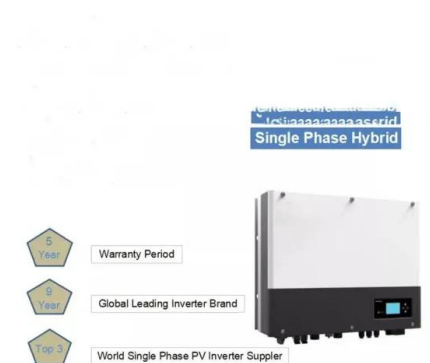 Single Phase Hybrid
5
Year
Warranty Period
9
Year
Global Leading Inverter Brand
Top 3
World Single Phase PV Inverter Suppler